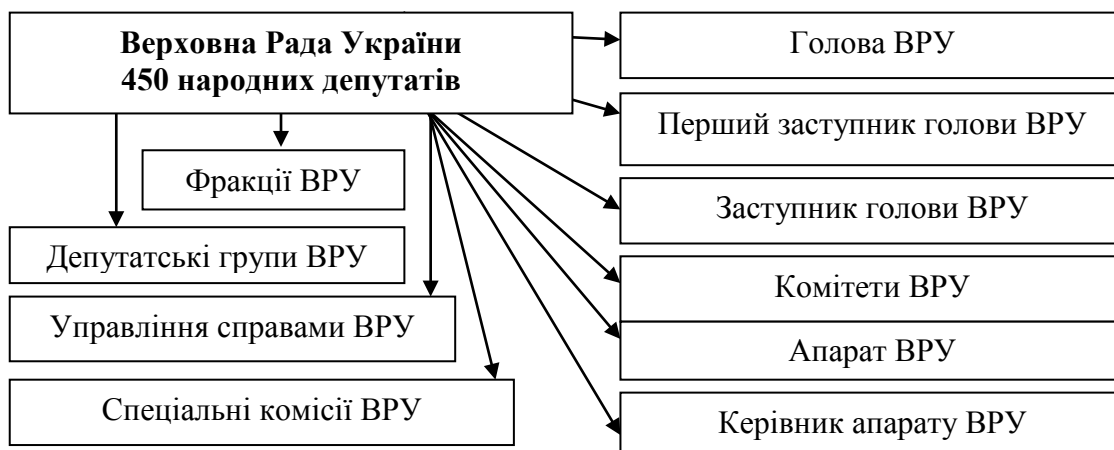 Верховна Рада України
450 народних депутатів
Голова ВРУ
Перший заступник голови ВРУ
Фракції ВРУ
Заступник голови ВРУ
Депутатські групи ВРУ
Комітети ВРУ
Управління справами ВРУ
Апарат ВРУ
Спеціальні комісії ВРУ
Керівник апарату ВРУ